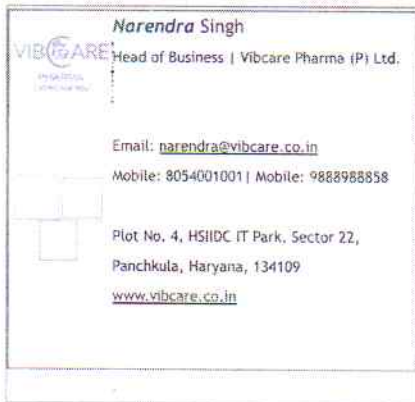 Narendra Singh
VIBCARE
Head of Business | Vibcare Pharma (P) Ltd.
Email: narendra@vibcare.co.in
Mobile: 8054001001| Mobile: 9888988858
Plot No. 4, HSIIDC IT Park, Sector 22,
Panchkula, Haryana, 134109
www.vibcare.co.in